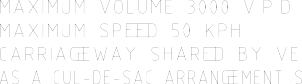 MAXIMUM VOLUME 3000 V P D
MAXIMUM SPEED 50 KPH
CARRIAGEWAY SHARED BY VE
AS A CUL-DE-SAC ARRANGEMENT